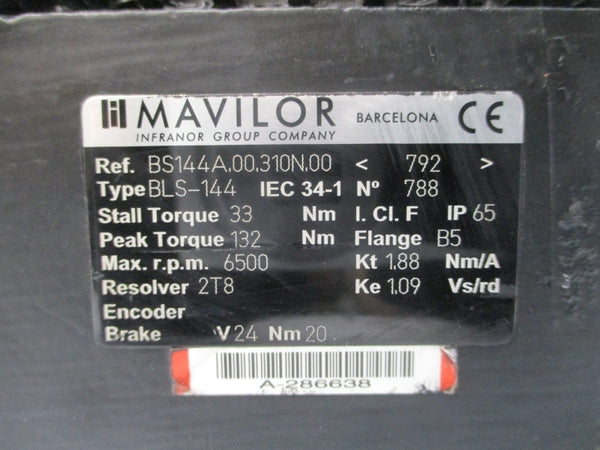 MAVILOR BARCELONA CE
INFRANOR GROUP COMPANY
Ref. BS144A.00.310N.00 < 792 >
Type BLS-144 IEC 34-1 Nº 788
Stall Torque 33 Nm I. Cl. F IP 65
Peak Torque 132 Nm Flange B5
Max. r.p.m. 6500 Kt 1.88 Nm/A
Resolver 2T8 Ke 1.09 Vs/rd
Encoder
Brake V 24 Nm 20
A-286638